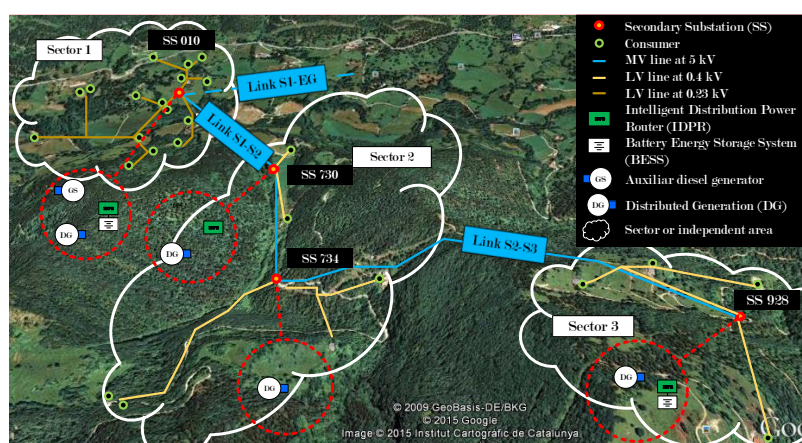 Sector 1
SS 010
Link S1-EG
Link S1-S2
Sector 2
SS 730
GS
DG
DG
SS 734
Link S2-S3
SS 928
Sector 3
DG
DG
Secondary Substation (SS)
Consumer
MV line at 5 kV
LV line at 0.4 kV
LV line at 0.23 kV
Intelligent Distribution Power
Router (IDPR)
Battery Energy Storage System
(BESS)
GS
Auxiliar diesel generator
DG
Distributed Generation (DG)
Sector or independent area
© 2009 GeoBasis-DE/BKG
© 2015 Google
Image © 2015 Institut Cartogràfic de Catalunya
Goo